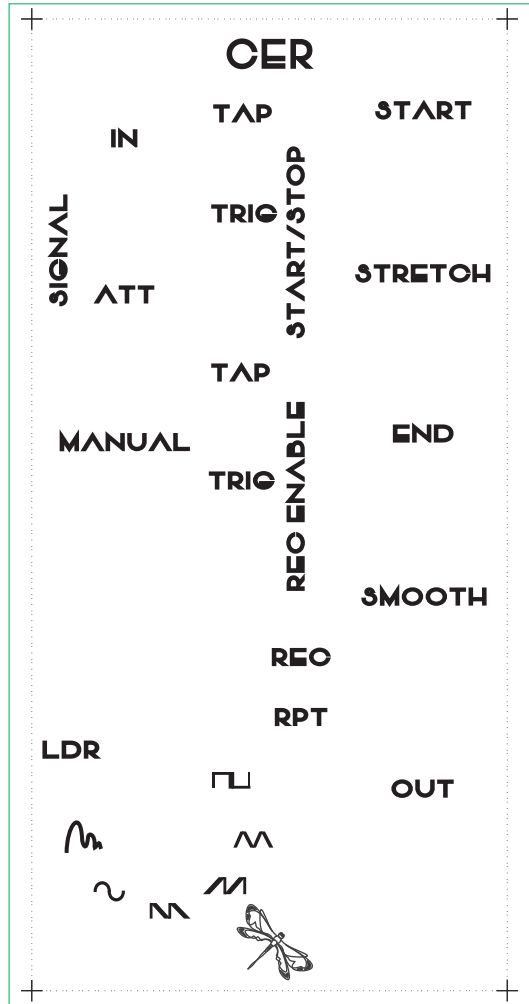 CER
TAP
START
IN
TRIG
START/STOP
SIGNAL
ATT
STRETCH
TAP
MANUAL
END
TRIG
REC ENABLE
SMOOTH
REC
RPT
LDR
OUT